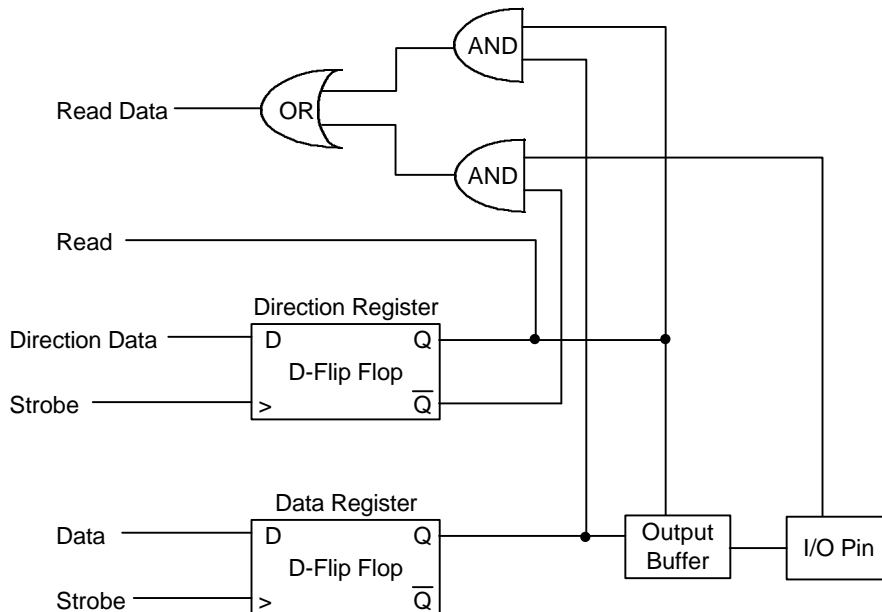 AND
Read Data
OR
AND
Read
Direction Register
Direction Data
D
Q
D-Flip Flop
Strobe
>
Q̅
Data Register
Data
D
Q
Output
Buffer
I/O Pin
D-Flip Flop
Strobe
>
Q̅